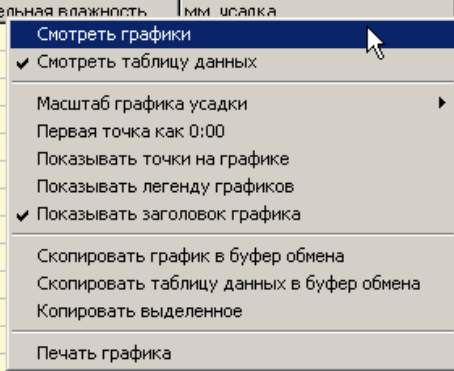 ельная влажность мм усадка
Смотреть графики
Смотреть таблицу данных
Масштаб графика усадки
Первая точка как 0:00
Показывать точки на графике
Показывать легенду графиков
Показывать заголовок графика
Скопировать график в буфер обмена
Скопировать таблицу данных в буфер обмена
Копировать выделенное
Печать графика